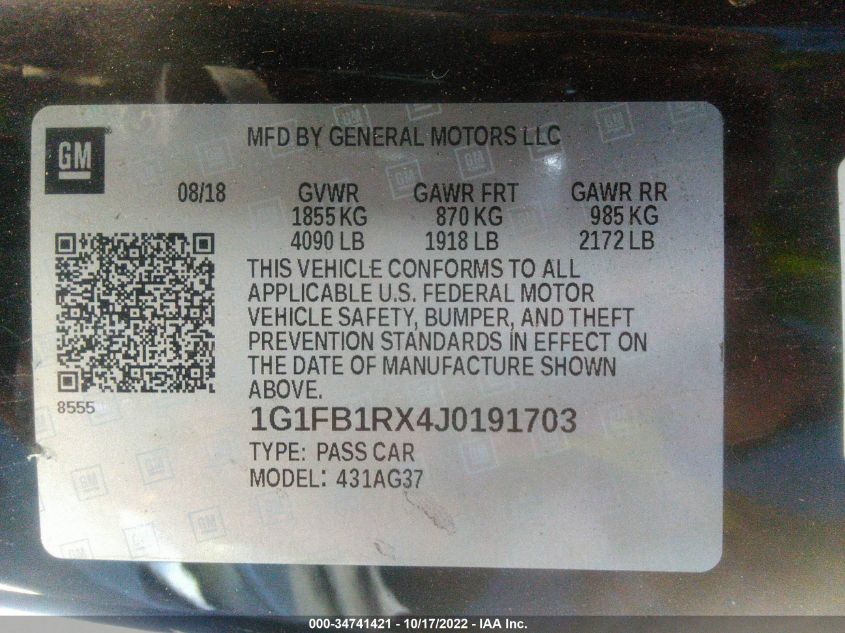 GM
MFD BY GENERAL MOTORS LLC
08/18 GVWR GAWR FRT GAWR RR
1855 KG 870 KG 985 KG
4090 LB 1918 LB 2172 LB
THIS VEHICLE CONFORMS TO ALL
APPLICABLE U.S. FEDERAL MOTOR
VEHICLE SAFETY, BUMPER, AND THEFT
PREVENTION STANDARDS IN EFFECT ON
THE DATE OF MANUFACTURE SHOWN
ABOVE.
8555
1G1FB1RX4J0191703
TYPE: PASS CAR
MODEL: 431AG37
000-34741421 - 10/17/2022 - IAA Inc.